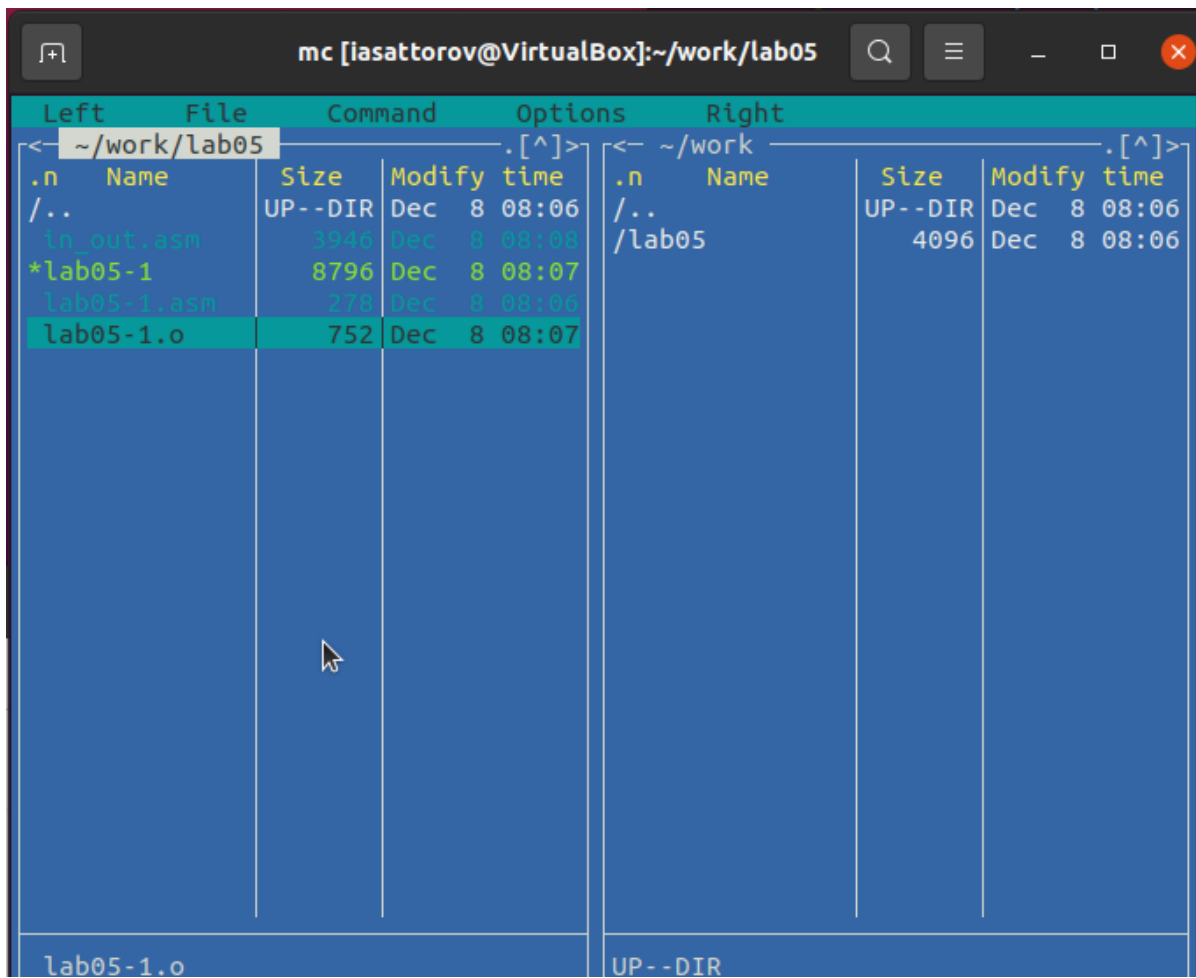 mc [iasattorov@VirtualBox]:~/work/lab05
Left File Command Options Right
<─ ~/work/lab05 ─.[^]>
.n Name Size Modify time
/.. UP--DIR Dec 8 08:06
in_out.asm 3946 Dec 8 08:08
*lab05-1 8796 Dec 8 08:07
lab05-1.asm 278 Dec 8 08:06
lab05-1.o 752 Dec 8 08:07
lab05-1.o
<─ ~/work ─.[^]>
.n Name Size Modify time
/.. UP--DIR Dec 8 08:06
/lab05 4096 Dec 8 08:06
UP--DIR